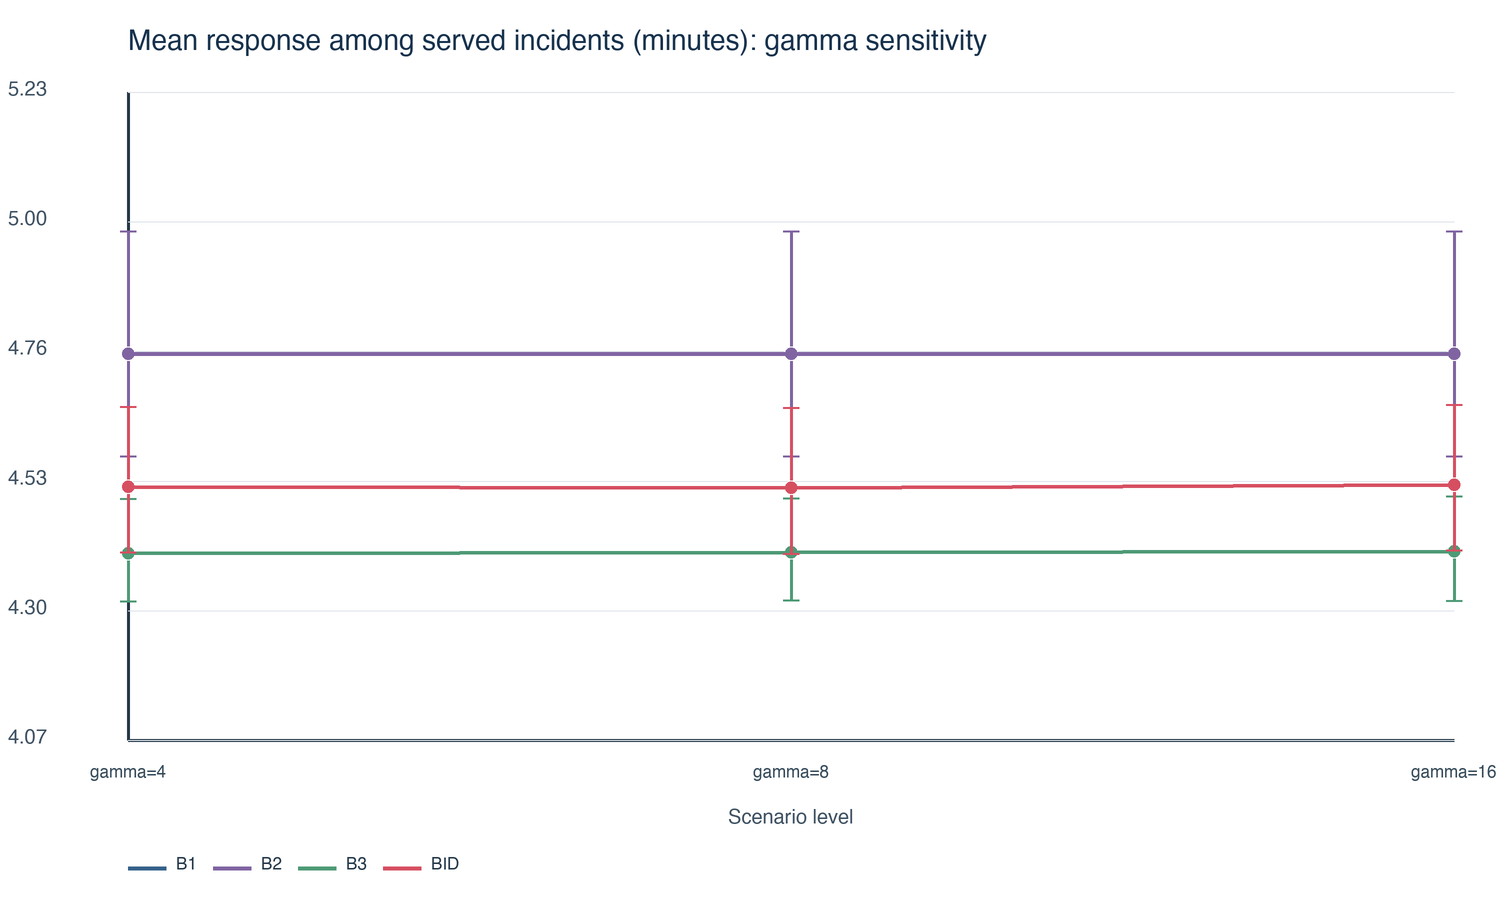 Mean response among served incidents (minutes): gamma sensitivity
5.23
5.00
4.76
4.53
4.30
4.07
gamma=4 gamma=8 gamma=16
Scenario level
B1 B2 B3 BID